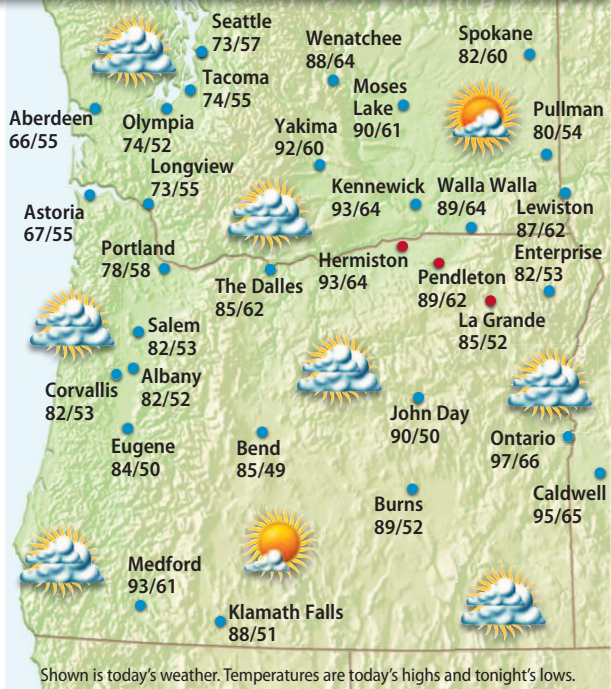 Seattle
73/57
Wenatchee
88/64
Spokane
82/60
Tacoma
74/55
Moses
Lake
90/61
Pullman
80/54
Aberdeen
66/55
Olympia
74/52
Yakima
92/60
Longview
73/55
Kennewick
93/64
Walla Walla
89/64
Lewiston
87/62
Astoria
67/55
Portland
78/58
The Dalles
85/62
Hermiston
93/64
Pendleton
89/62
Enterprise
82/53
La Grande
85/52
Salem
82/53
Corvallis
82/53
Albany
82/52
John Day
90/50
Ontario
97/66
Eugene
84/50
Bend
85/49
Caldwell
95/65
Burns
89/52
Medford
93/61
Klamath Falls
88/51
Shown is today's weather. Temperatures are today's highs and tonight's lows.